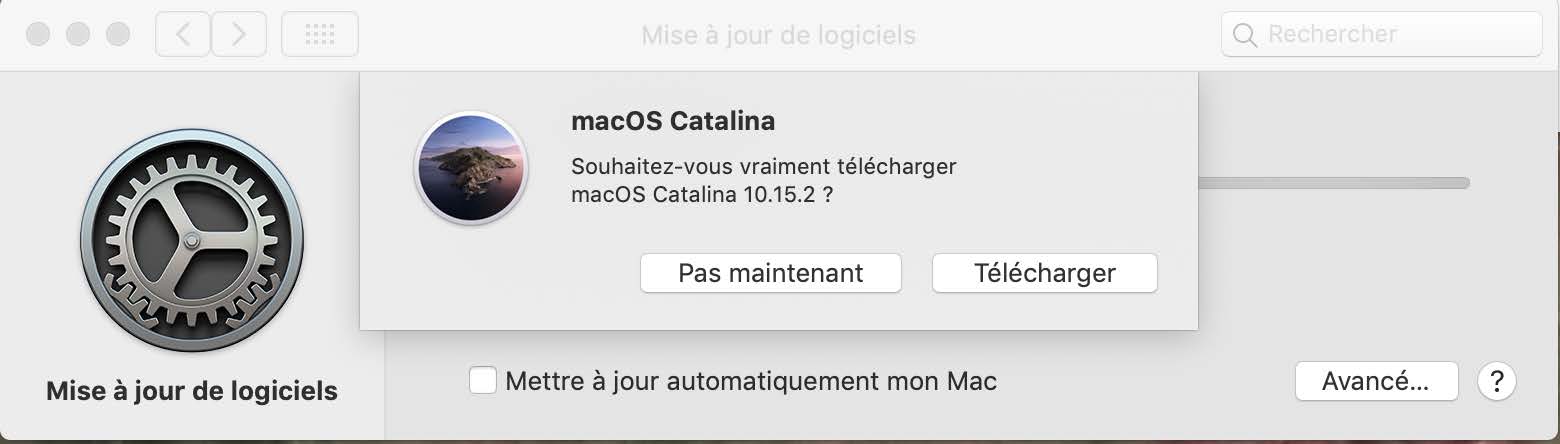 Mise à jour de logiciels
Rechercher
macOS Catalina
Souhaitez-vous vraiment télécharger
macOS Catalina 10.15.2 ?
Pas maintenant
Télécharger
Mise à jour de logiciels
Mettre à jour automatiquement mon Mac
Avancé...
?